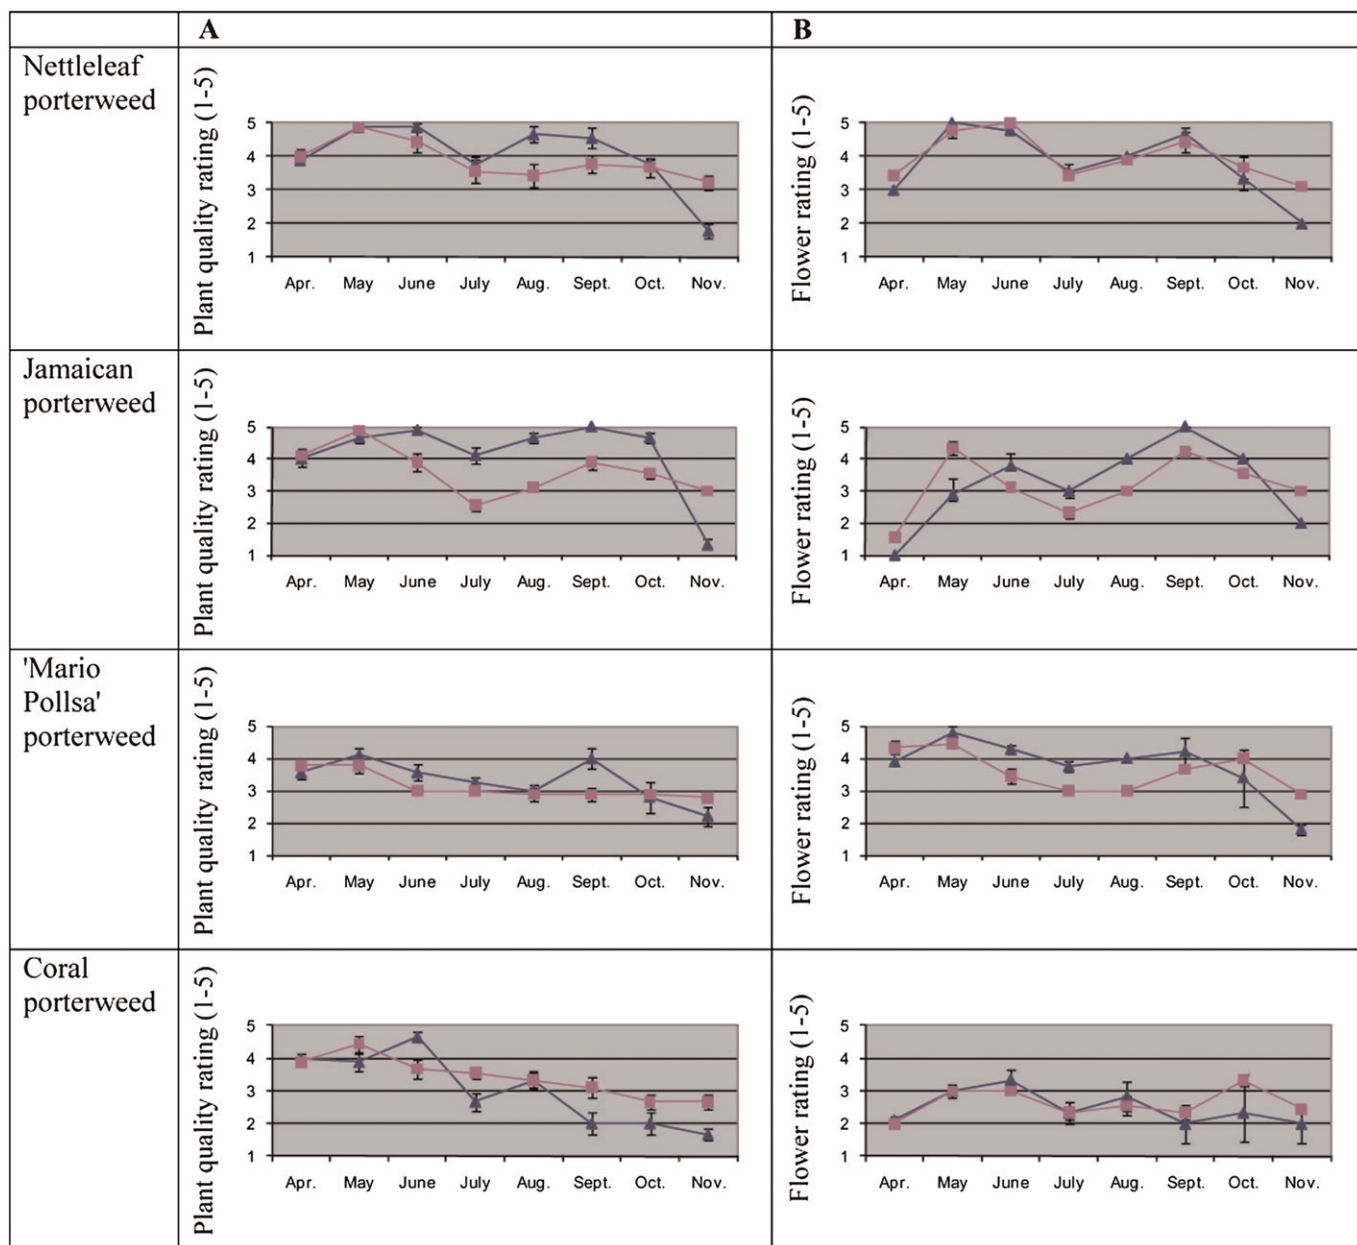 A
B
Nettleleaf
porterweed
Plant quality rating (1-5)
5
4
3
2
1
Apr. May June July Aug. Sept. Oct. Nov.
Flower rating (1-5)
5
4
3
2
1
Apr. May June July Aug. Sept. Oct. Nov.
Jamaican
porterweed
Plant quality rating (1-5)
5
4
3
2
1
Apr. May June July Aug. Sept. Oct. Nov.
Flower rating (1-5)
5
4
3
2
1
Apr. May June July Aug. Sept. Oct. Nov.
'Mario
Pollsa'
porterweed
Plant quality rating (1-5)
5
4
3
2
1
Apr. May June July Aug. Sept. Oct. Nov.
Flower rating (1-5)
5
4
3
2
1
Apr. May June July Aug. Sept. Oct. Nov.
Coral
porterweed
Plant quality rating (1-5)
5
4
3
2
1
Apr. May June July Aug. Sept. Oct. Nov.
Flower rating (1-5)
5
4
3
2
1
Apr. May June July Aug. Sept. Oct. Nov.